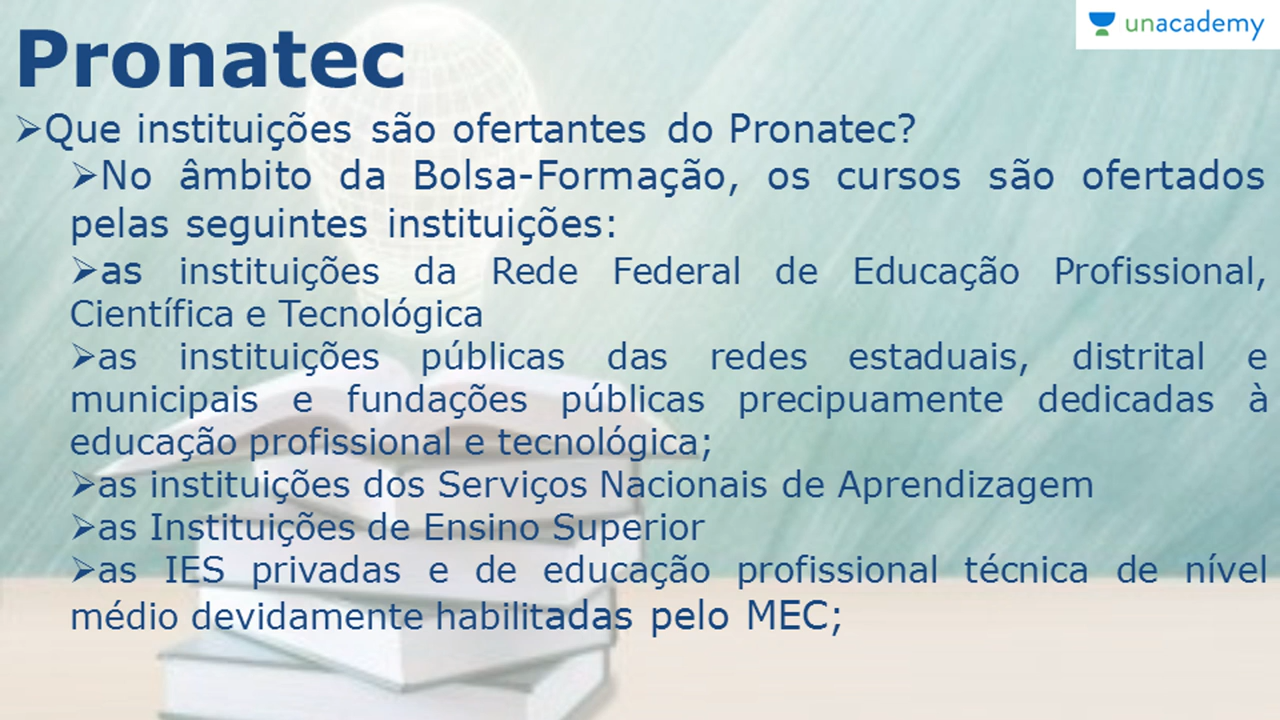 unacademy
Pronatec
➢Que instituições são ofertantes do Pronatec?
➢No âmbito da Bolsa-Formação, os cursos são ofertados
pelas seguintes instituições:
➢as instituições da Rede Federal de Educação Profissional,
Científica e Tecnológica
➢as instituições públicas das redes estaduais, distrital e
municipais e fundações públicas precipuamente dedicadas à
educação profissional e tecnológica;
➢as instituições dos Serviços Nacionais de Aprendizagem
➢as Instituições de Ensino Superior
➢as IES privadas e de educação profissional técnica de nível
médio devidamente habilitadas pelo MEC;